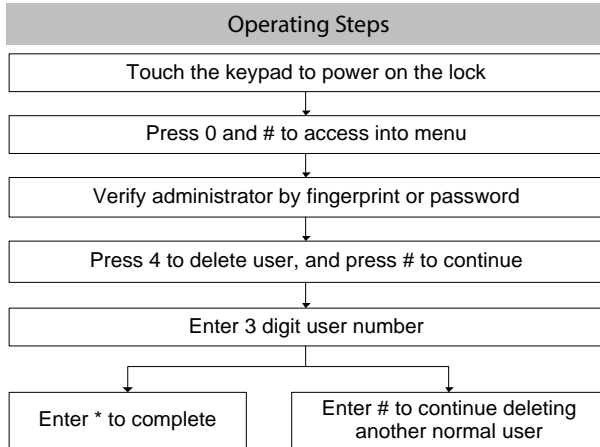 Operating Steps
Touch the keypad to power on the lock
Press 0 and # to access into menu
Verify administrator by fingerprint or password
Press 4 to delete user, and press # to continue
Enter 3 digit user number
Enter * to complete
Enter # to continue deleting
another normal user